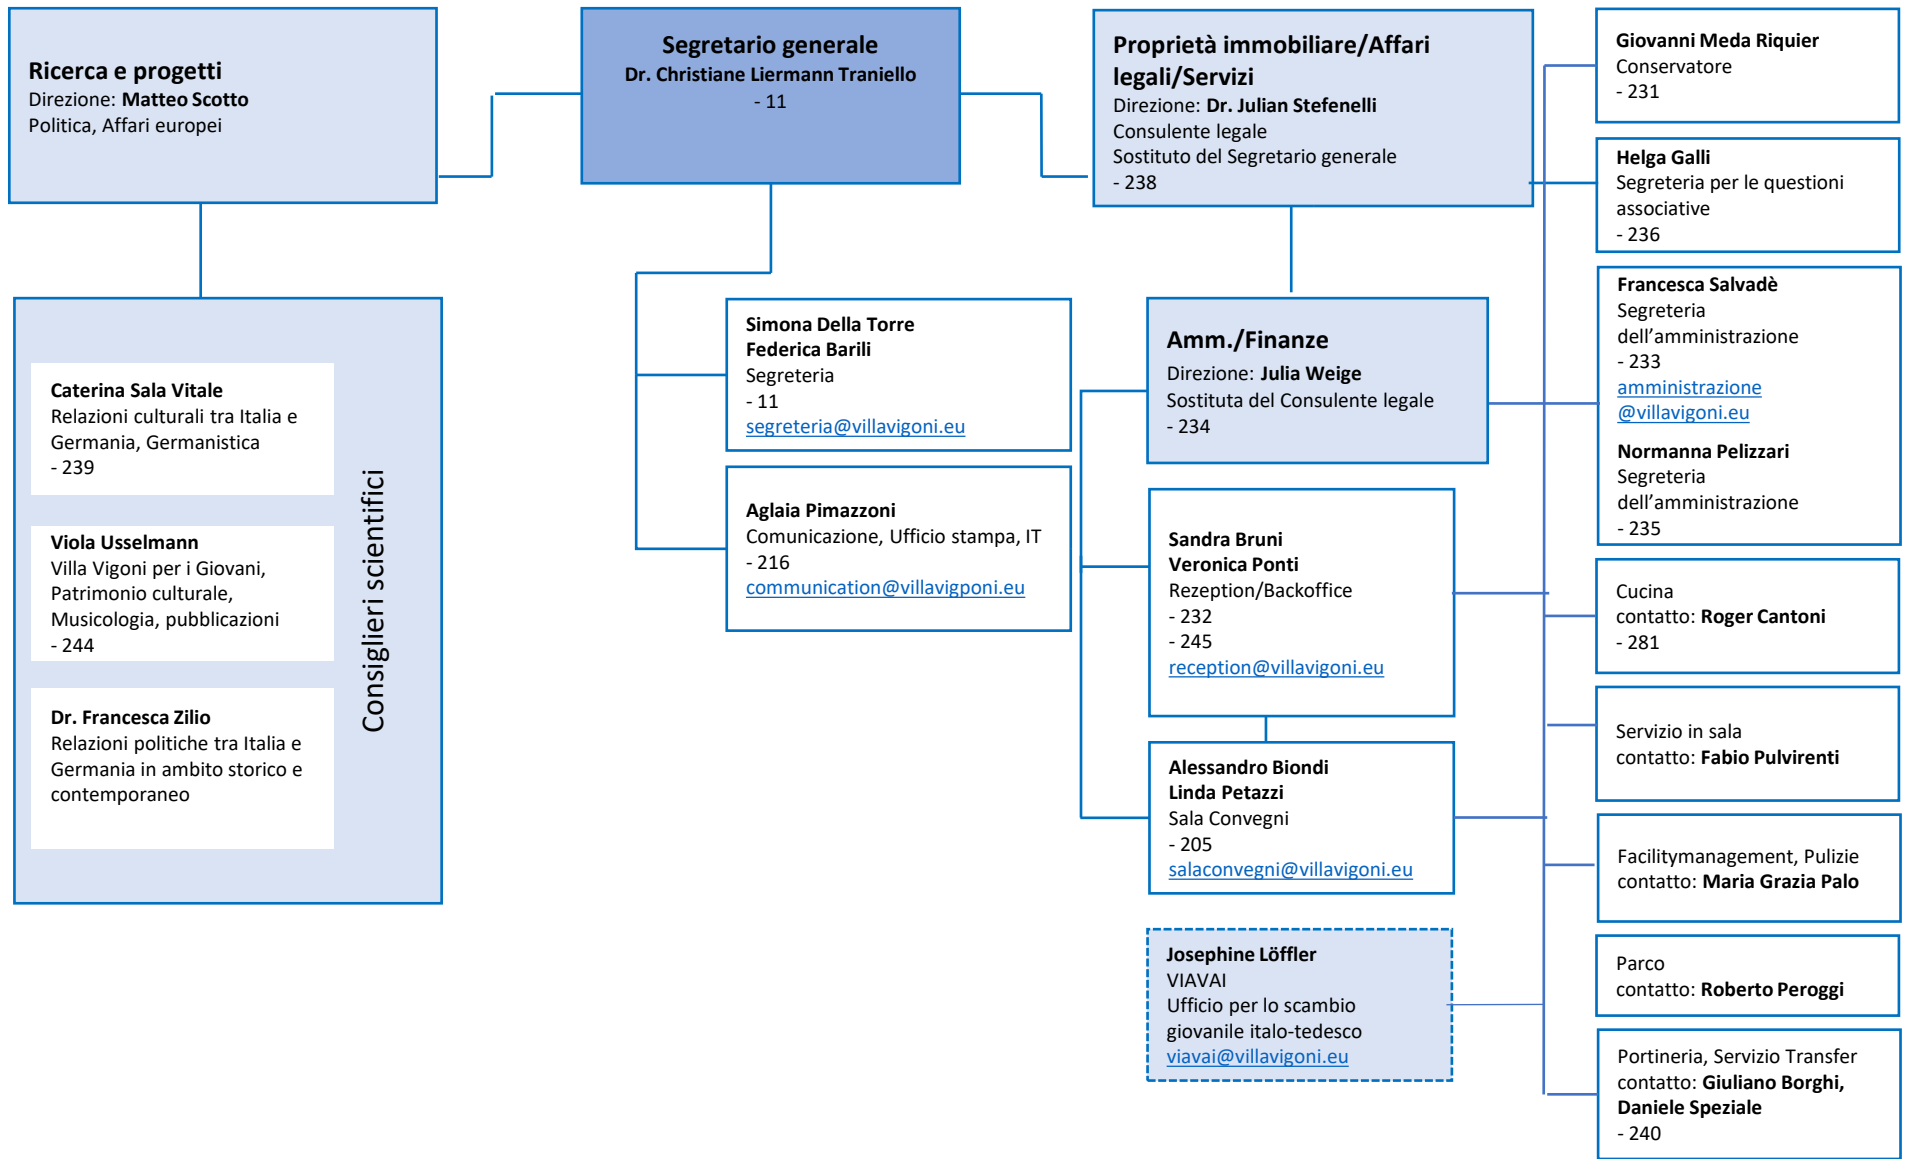 Ricerca e progetti
Direzione: Matteo Scotto
Politica, Affari europei
Segretario generale
Dr. Christiane Liermann Traniello
- 11
Proprietà immobiliare/Affari
legali/Servizi
Direzione: Dr. Julian Stefenelli
Consulente legale
Sostituto del Segretario generale
- 238
Giovanni Meda Riquier
Conservatore
- 231
Helga Galli
Segreteria per le questioni
associative
- 236
Caterina Sala Vitale
Relazioni culturali tra Italia e
Germania, Germanistica
- 239
Viola Usselmann
Villa Vigoni per i Giovani,
Patrimonio culturale,
Musicologia, pubblicazioni
- 244
Dr. Francesca Zilio
Relazioni politiche tra Italia e
Germania in ambito storico e
contemporaneo
Consiglieri scientifici
Simona Della Torre
Federica Barili
Segreteria
- 11
segreteria@villavigoni.eu
Aglaia Pimazzoni
Comunicazione, Ufficio stampa, IT
- 216
communication@villavigponi.eu
Amm./Finanze
Direzione: Julia Weige
Sostituta del Consulente legale
- 234
Sandra Bruni
Veronica Ponti
Rezeption/Backoffice
- 232
- 245
reception@villavigoni.eu
Alessandro Biondi
Linda Petazzi
Sala Convegni
- 205
salaconvegni@villavigoni.eu
Josephine Löffler
VIAVAI
Ufficio per lo scambio
giovanile italo-tedesco
viavai@villavigoni.eu
Francesca Salvadè
Segreteria
dell’amministrazione
- 233
amministrazione
@villavigoni.eu
Normanna Pelizzari
Segreteria
dell’amministrazione
- 235
Cucina
contatto: Roger Cantoni
- 281
Servizio in sala
contatto: Fabio Pulvirenti
Facilitymanagement, Pulizie
contatto: Maria Grazia Palo
Parco
contatto: Roberto Peroggi
Portineria, Servizio Transfer
contatto: Giuliano Borghi,
Daniele Speziale
- 240